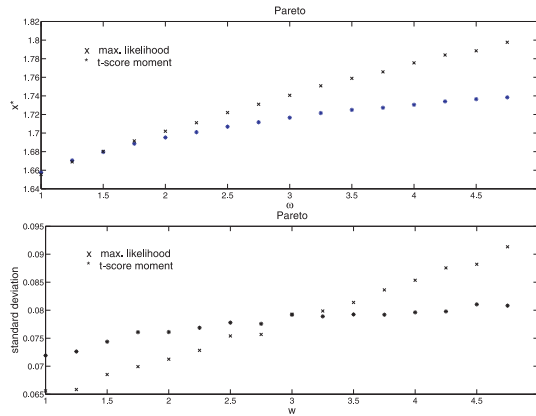 Pareto
1.82
1.8
1.78
1.76
1.74
1.72
1.7
1.68
1.66
1.64
x*
x max. likelihood
* t-score moment
1 1.5 2 2.5 3 3.5 4 4.5
ω
Pareto
0.095
0.09
0.085
0.08
0.075
0.07
0.065
standard deviation
x max. likelihood
* t-score moment
1 1.5 2 2.5 3 3.5 4 4.5
w